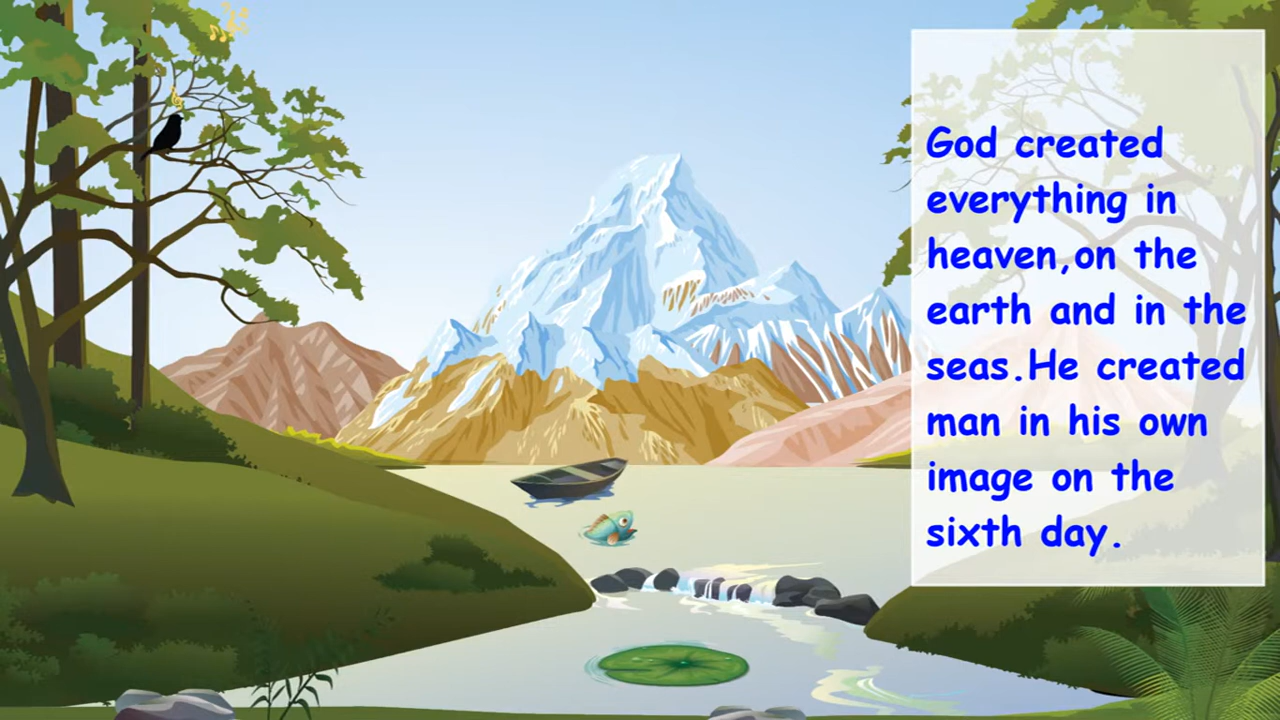 God created
everything in
heaven,on the
earth and in the
seas.He created
man in his own
image on the
sixth day.